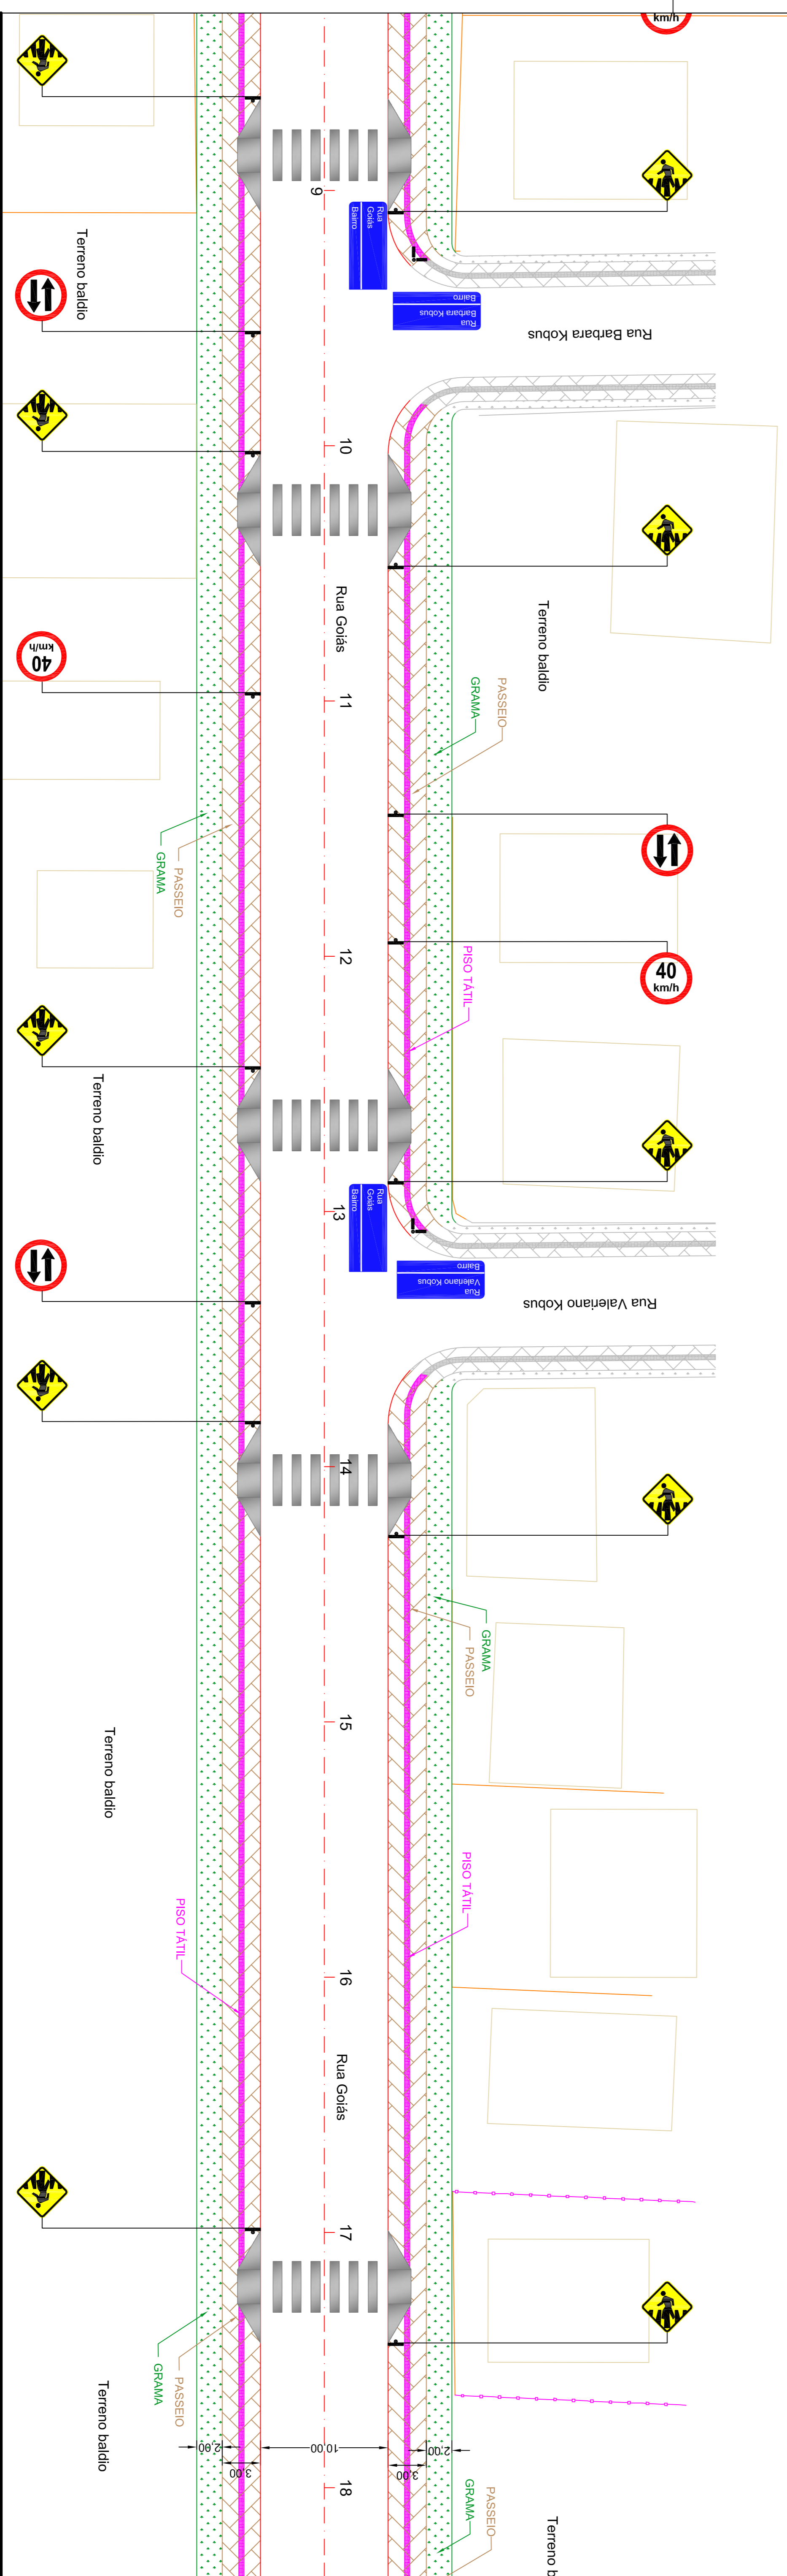 km/h
9
Rua
Goiás
Bairro
Rua
Barbara Kobus
Bairro
Rua Barbara Kobus
Terreno baldio
10
Rua Goiás
Terreno baldio
40
km/h
11
PASSEIO
GRAMA
PASSEIO
GRAMA
12
PISO TÁTIL
40
km/h
Terreno baldio
13
Rua
Goiás
Bairro
Rua
Valeriano Kobus
Bairro
Rua Valeriano Kobus
14
GRAMA
PASSEIO
15
Terreno baldio
PISO TÁTIL
PISO TÁTIL
16
Rua Goiás
17
PASSEIO
GRAMA
Terreno baldio
2,00
3,00
10,00
3,00
2,00
18
PASSEIO
GRAMA
Terreno b